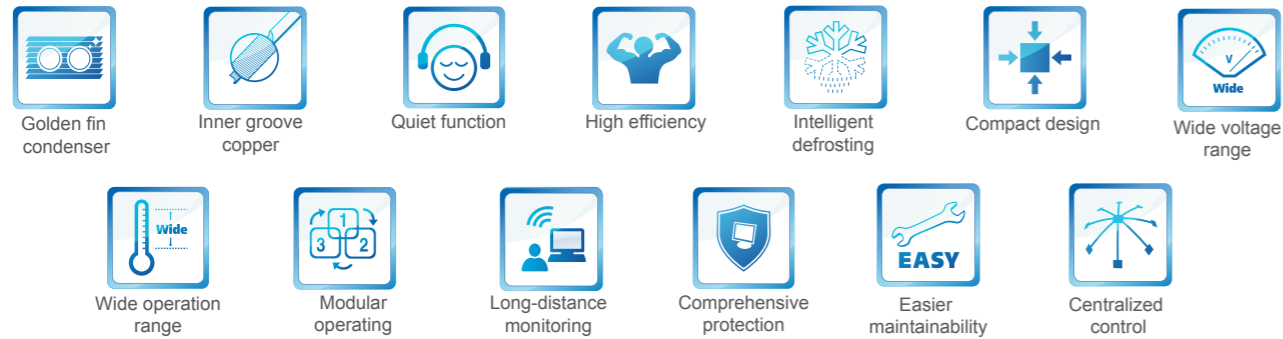 V
Wide
Golden fin
condenser
Inner groove
copper
Quiet function
High efficiency
Intelligent
defrosting
Compact design
Wide voltage
range
Wide
1
3
2
EASY
Wide operation
range
Modular
operating
Long-distance
monitoring
Comprehensive
protection
Easier
maintainability
Centralized
control